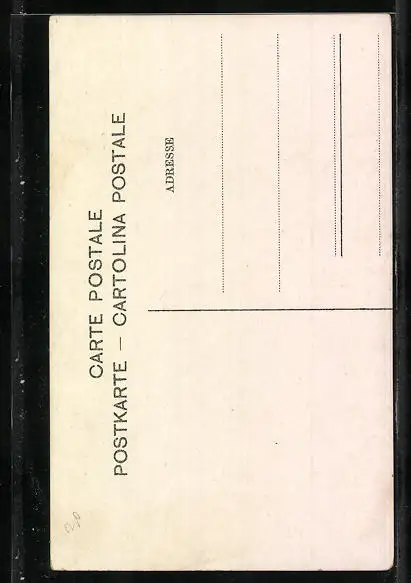 CARTE POSTALE
POSTKARTE — CARTOLINA POSTALE
ADRESSE